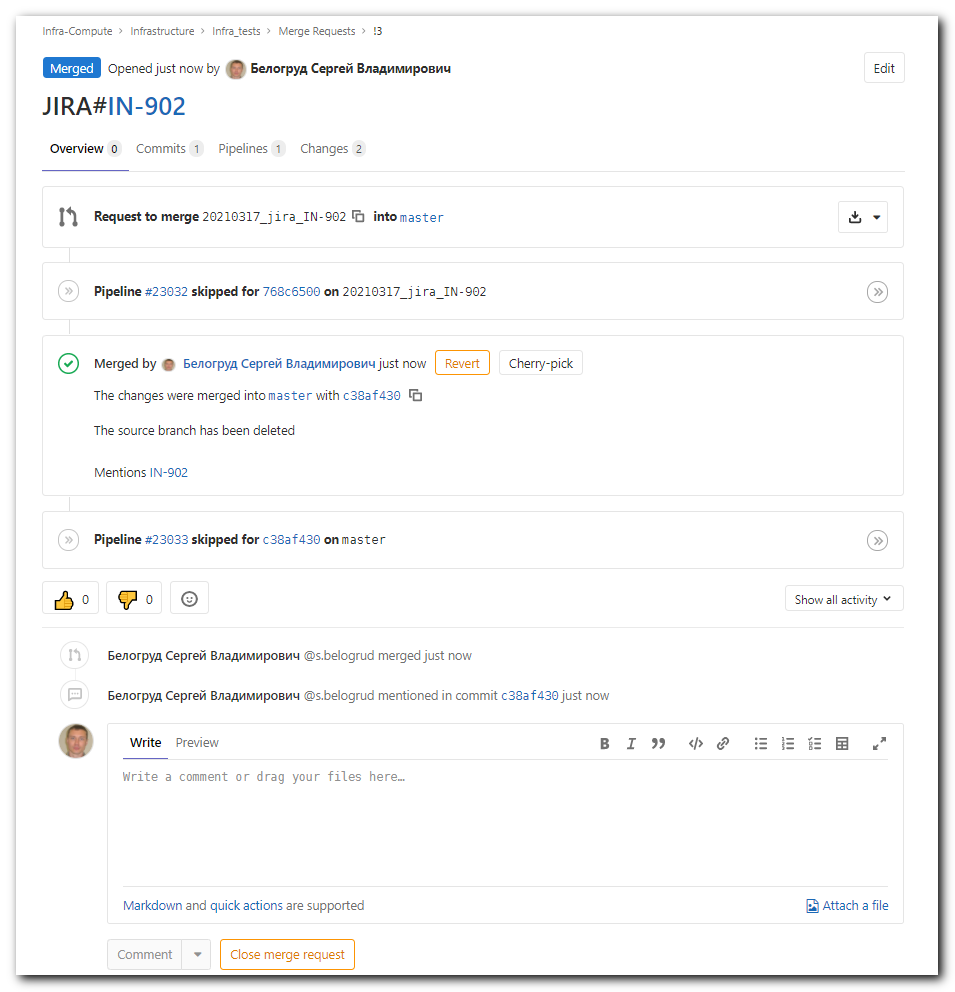 Infra-Compute > Infrastructure > Infra_tests > Merge Requests > !3
Merged Opened just now by Белогруд Сергей Владимирович Edit
JIRA#IN-902
Overview 0 Commits 1 Pipelines 1 Changes 2
Request to merge 20210317_jira_IN-902 into master
Pipeline #23032 skipped for 768c6500 on 20210317_jira_IN-902
Merged by Белогруд Сергей Владимирович just now Revert Cherry-pick
The changes were merged into master with c38af430
The source branch has been deleted
Mentions IN-902
Pipeline #23033 skipped for c38af430 on master
0 0 Show all activity
Белогруд Сергей Владимирович @s.belogrud merged just now
Белогруд Сергей Владимирович @s.belogrud mentioned in commit c38af430 just now
Write Preview
Write a comment or drag your files here…
Markdown and quick actions are supported Attach a file
Comment Close merge request